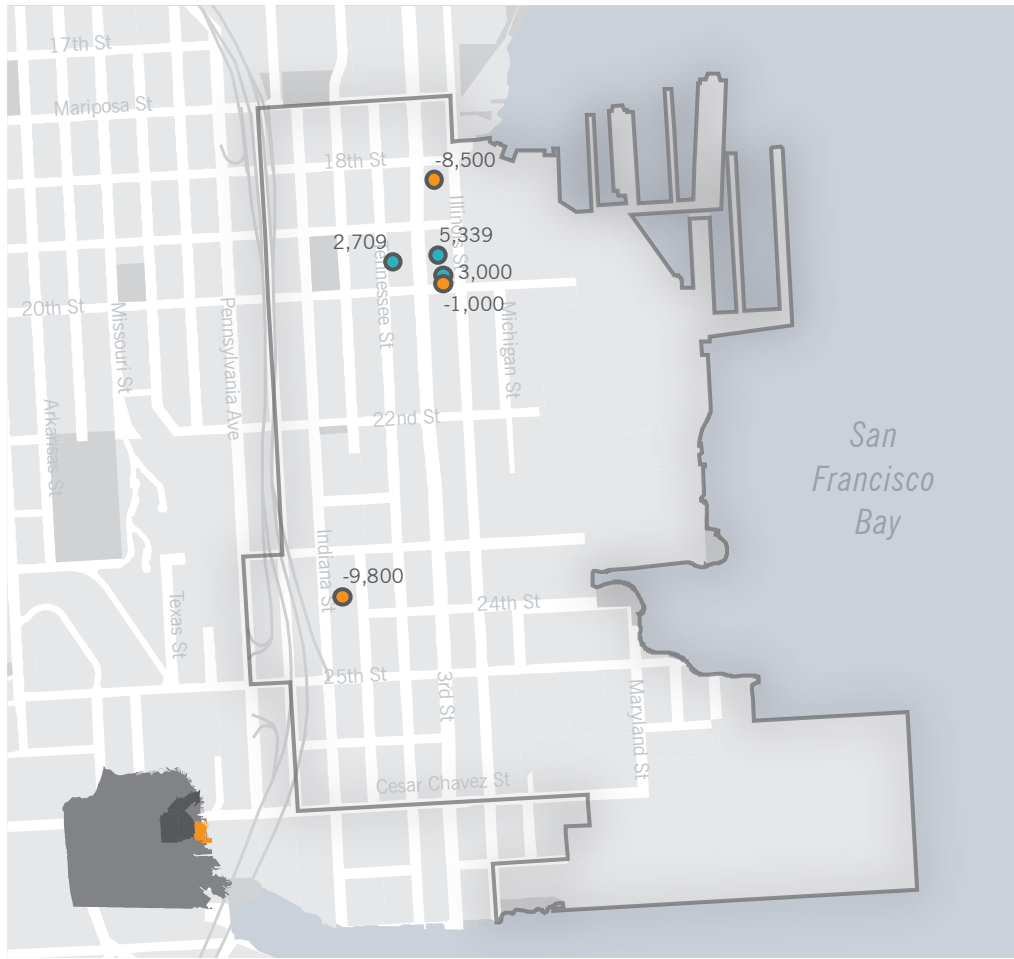 17th St
Mariposa St
18th St
-8,500
Illinois St
2,709
5,339
Tennessee St
3,000
-1,000
20th St
Missouri St
Pennsylvania Ave
Michigan St
Arkansas St
22nd St
San
Francisco
Bay
Indiana St
-9,800
24th St
Texas St
25th St
3rd St
Maryland St
Cesar Chavez St